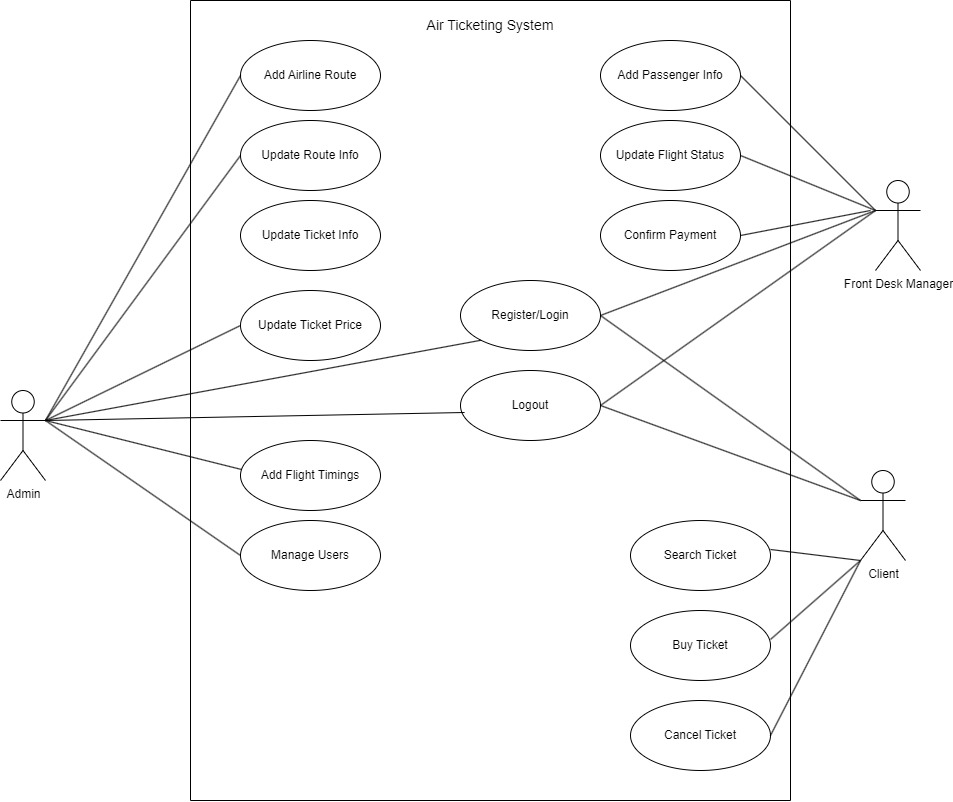 Air Ticketing System
Add Airline Route
Add Passenger Info
Update Route Info
Update Flight Status
Update Ticket Info
Confirm Payment
Front Desk Manager
Register/Login
Update Ticket Price
Logout
Admin
Add Flight Timings
Manage Users
Search Ticket
Client
Buy Ticket
Cancel Ticket